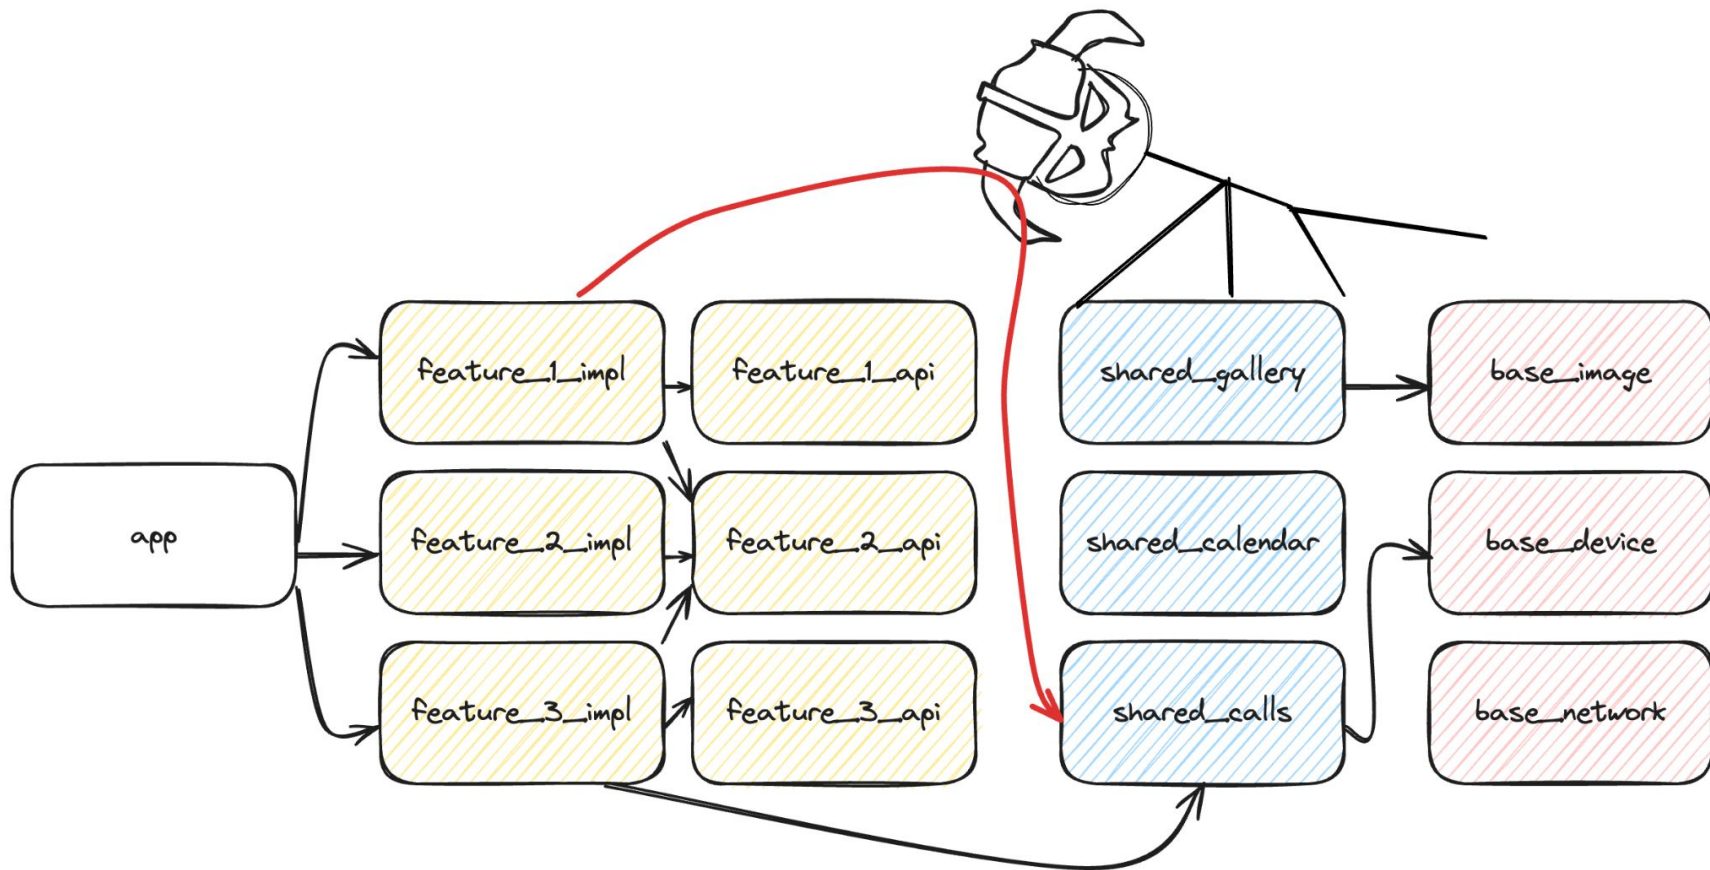 feature_1_impl
feature_1_api
shared_gallery
base_image
app
feature_2_impl
feature_2_api
shared_calendar
base_device
feature_3_impl
feature_3_api
shared_calls
base_network